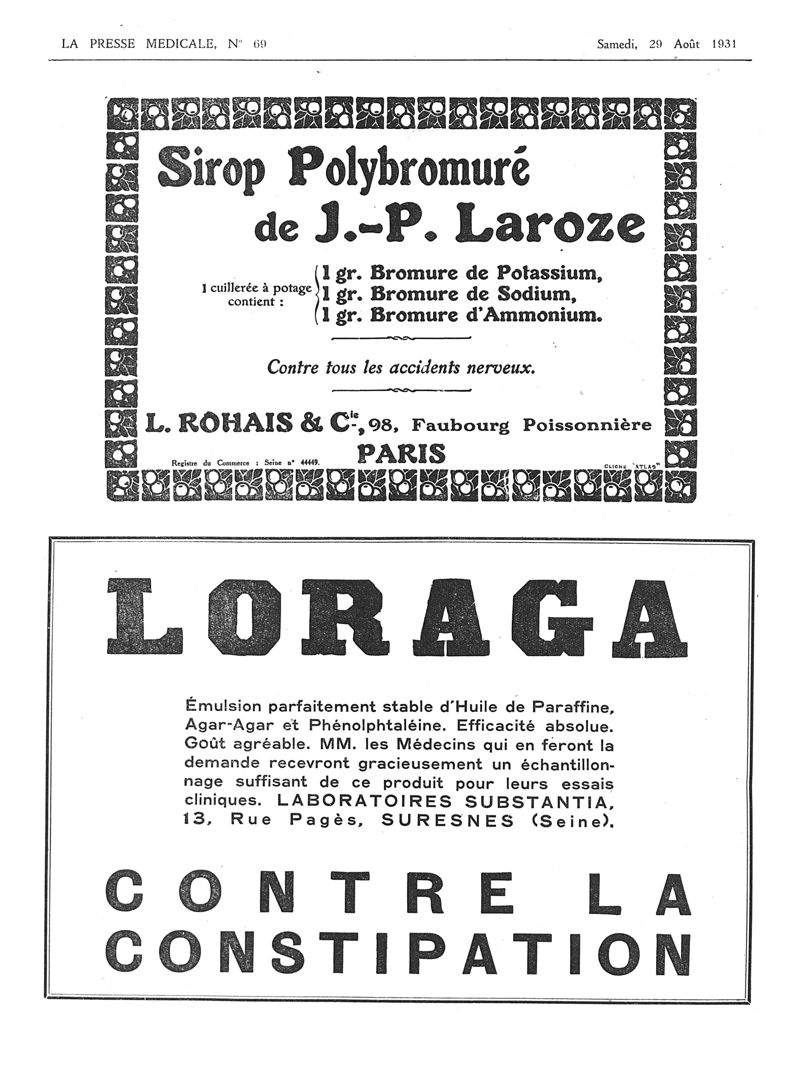 LA PRESSE MEDICALE, N° 69
Samedi, 29 Août 1931
Sirop Polybromuré
de J.-P. Laroze
1 cuillerée à potage
contient :
1 gr. Bromure de Potassium,
1 gr. Bromure de Sodium,
1 gr. Bromure d'Ammonium.
Contre tous les accidents nerveux.
L. ROHAIS & Cie, 98, Faubourg Poissonnière
PARIS
Registre du Commerce : Seine n° 44449.
CLICHÉ "ATLAS"
LORAGA
Émulsion parfaitement stable d'Huile de Paraffine,
Agar-Agar et Phénolphtaléine. Efficacité absolue.
Goût agréable. MM. les Médecins qui en feront la
demande recevront gracieusement un échantillon-
nage suffisant de ce produit pour leurs essais
cliniques. LABORATOIRES SUBSTANTIA,
13, Rue Pagès, SURESNES (Seine).
CONTRE LA
CONSTIPATION